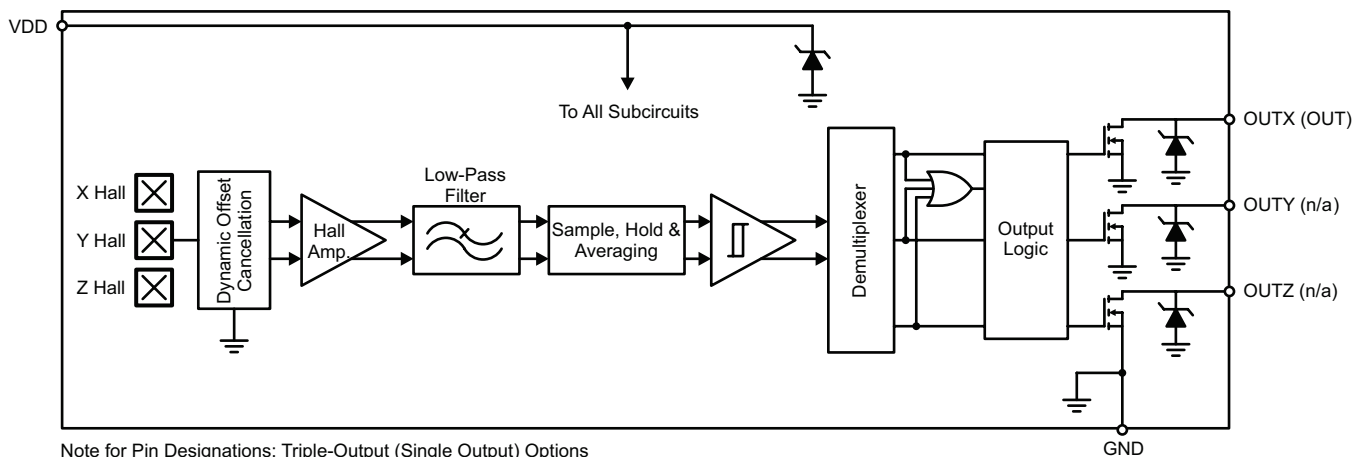 VDD
To All Subcircuits
OUTX (OUT)
X Hall
Y Hall
Z Hall
Dynamic Offset
Cancellation
Hall
Amp.
Low-Pass
Filter
Sample, Hold &
Averaging
Demultiplexer
Output
Logic
OUTY (n/a)
OUTZ (n/a)
GND
Note for Pin Designations: Triple-Output (Single Output) Options